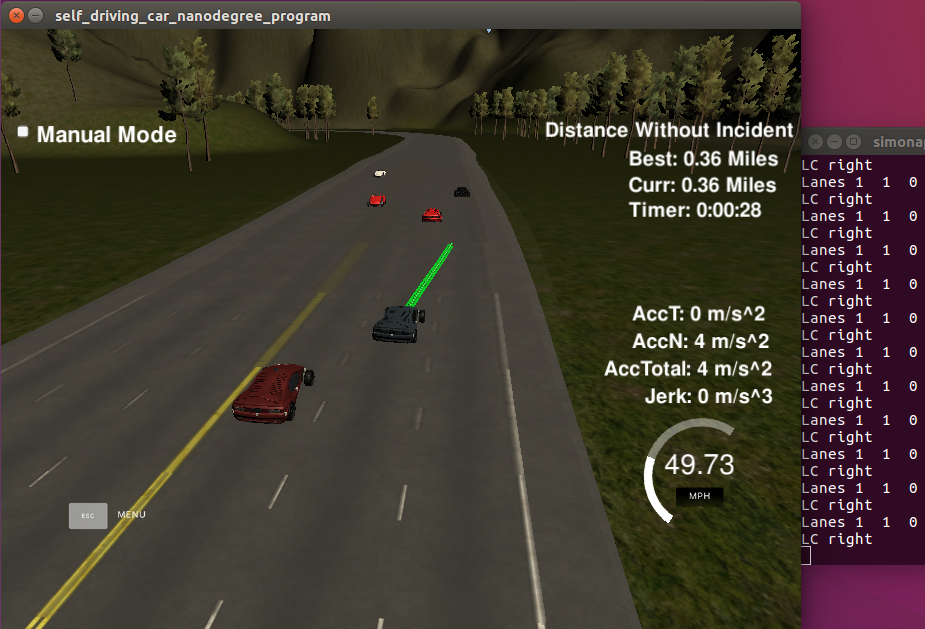 self_driving_car_nanodegree_program
Manual Mode
Distance Without Incident
Best: 0.36 Miles
Curr: 0.36 Miles
Timer: 0:00:28
AccT: 0 m/s^2
AccN: 4 m/s^2
AccTotal: 4 m/s^2
Jerk: 0 m/s^3
49.73
MPH
ESC
MENU
simona
LC right
Lanes 1 1 0
LC right
Lanes 1 1 0
LC right
Lanes 1 1 0
LC right
Lanes 1 1 0
LC right
Lanes 1 1 0
LC right
Lanes 1 1 0
LC right
Lanes 1 1 0
LC right
Lanes 1 1 0
LC right
Lanes 1 1 0
LC right
Lanes 1 1 0
LC right
Lanes 1 1 0
LC right